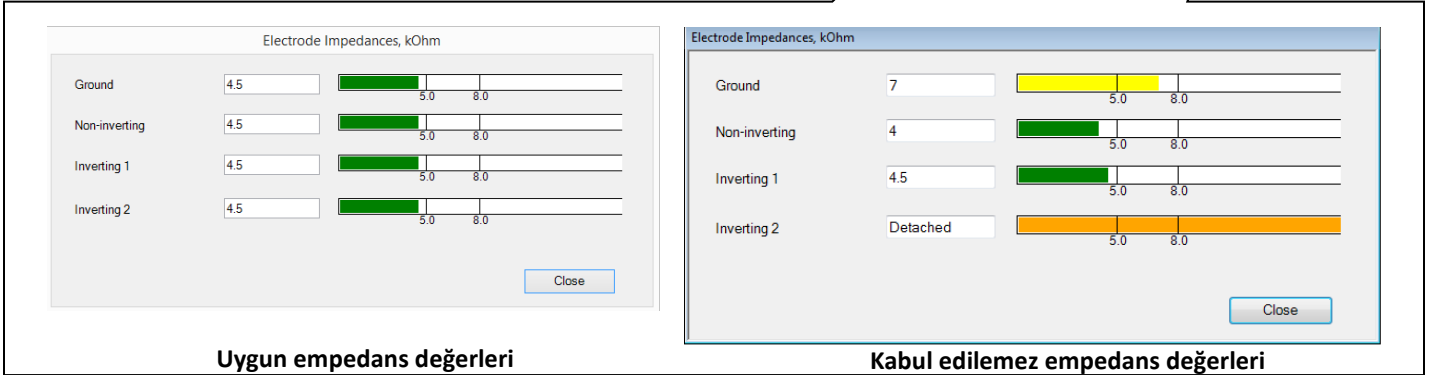 Electrode Impedances, kOhm
Ground 4.5
5.0 8.0
Non-inverting 4.5
5.0 8.0
Inverting 1 4.5
5.0 8.0
Inverting 2 4.5
5.0 8.0
Close
Uygun empedans değerleri
Electrode Impedances, kOhm
Ground 7
5.0 8.0
Non-inverting 4
5.0 8.0
Inverting 1 4.5
5.0 8.0
Inverting 2 Detached
5.0 8.0
Close
Kabul edilemez empedans değerleri